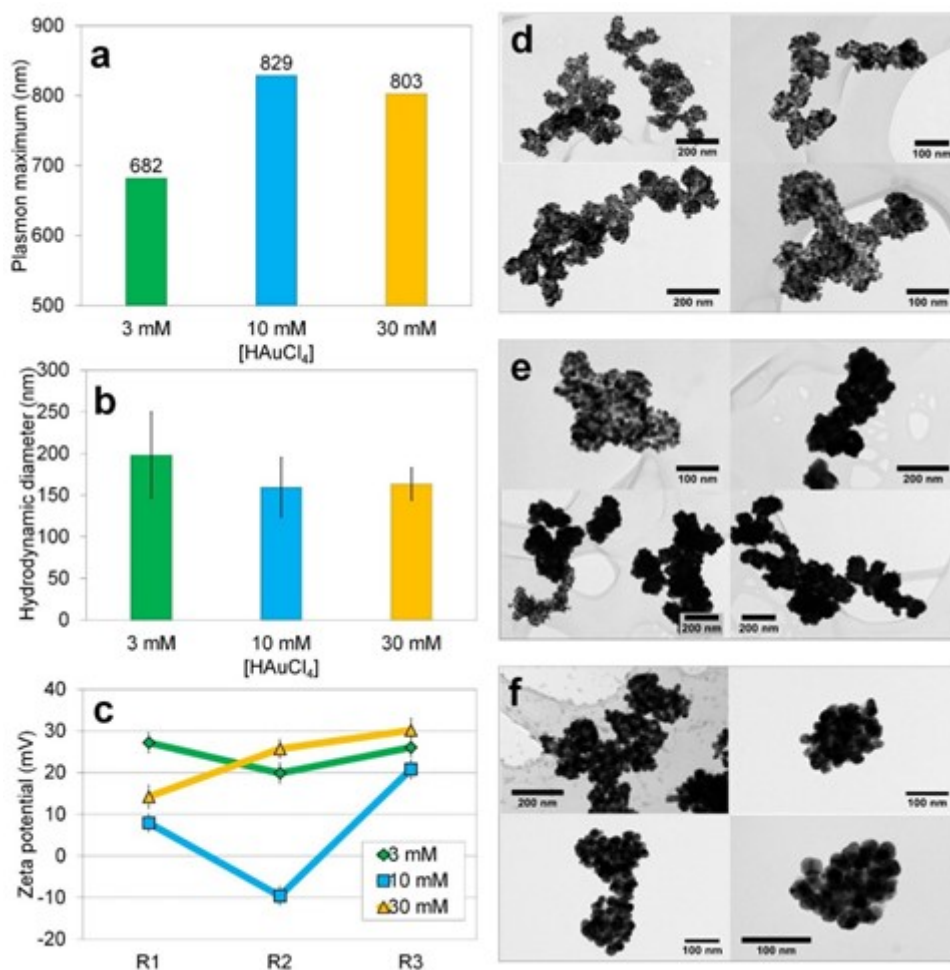 a
Plasmon maximum (nm)
900
800
700
600
500
682
829
803
3 mM
10 mM
30 mM
[HAuCl₄]
b
Hydrodynamic diameter (nm)
300
250
200
150
100
50
0
3 mM
10 mM
30 mM
[HAuCl₄]
c
Zeta potential (mV)
40
30
20
10
0
-10
-20
3 mM
10 mM
30 mM
R1
R2
R3
d
200 nm
100 nm
200 nm
100 nm
e
100 nm
200 nm
200 nm
200 nm
f
200 nm
100 nm
100 nm
100 nm